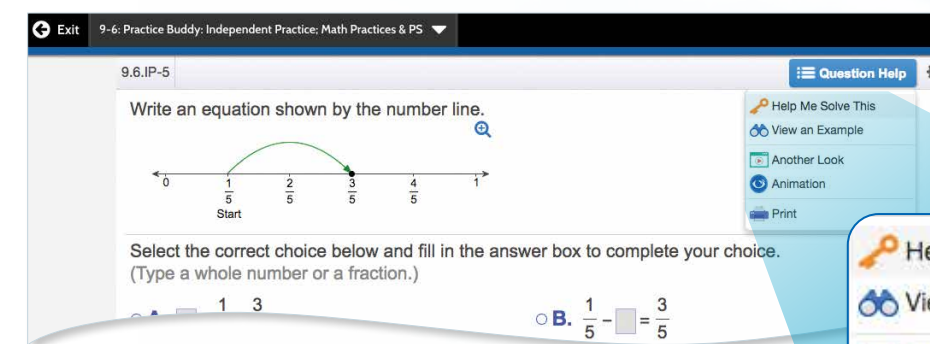 Exit 9-6: Practice Buddy: Independent Practice; Math Practices & PS
9.6.IP-5
Question Help
Write an equation shown by the number line.
Help Me Solve This
View an Example
Another Look
Animation
Print
0 1/5 2/5 3/5 4/5 1
Start
Select the correct choice below and fill in the answer box to complete your choice.
(Type a whole number or a fraction.)
1 3
B. 1/5 - = 3/5